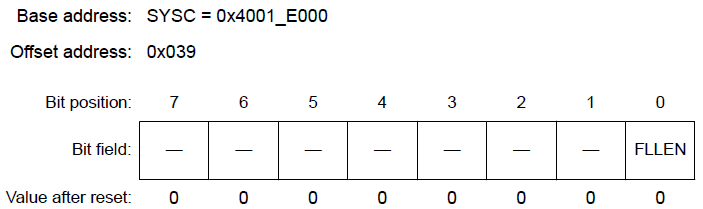 Base address: SYSC = 0x4001_E000
Offset address: 0x039
Bit position: 7 6 5 4 3 2 1 0
Bit field: — — — — — — — FLLEN
Value after reset: 0 0 0 0 0 0 0 0